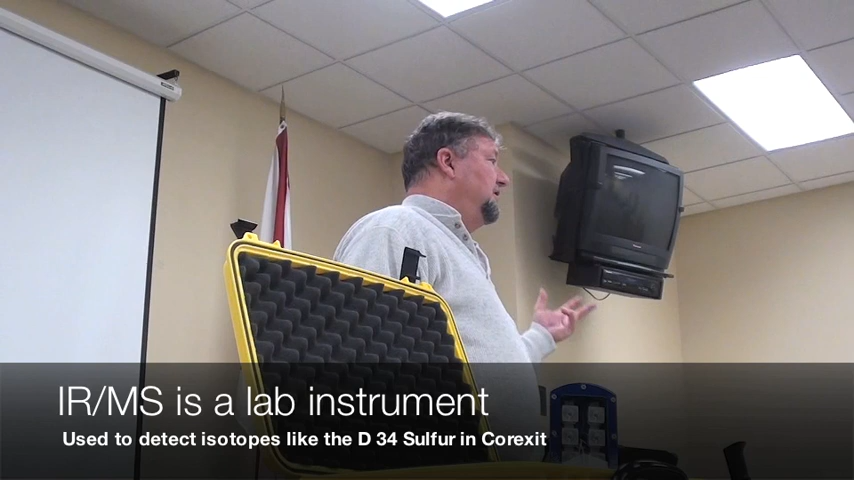 IR/MS is a lab instrument
Used to detect isotopes like the D 34 Sulfur in Corexit